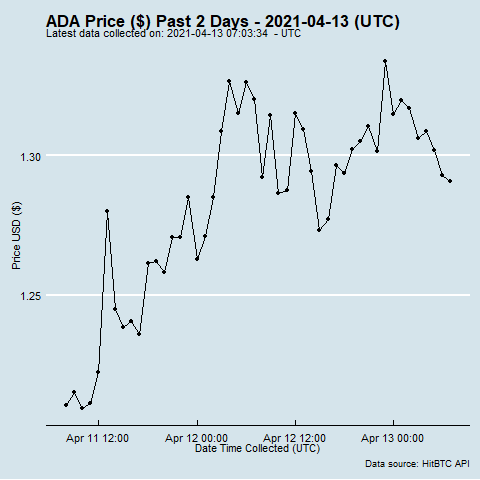 ADA Price ($) Past 2 Days - 2021-04-13 (UTC)
Latest data collected on: 2021-04-13 07:03:34 - UTC
1.30
Price USD ($)
1.25
Apr 11 12:00 Apr 12 00:00 Apr 12 12:00 Apr 13 00:00
Date Time Collected (UTC)
Data source: HitBTC API